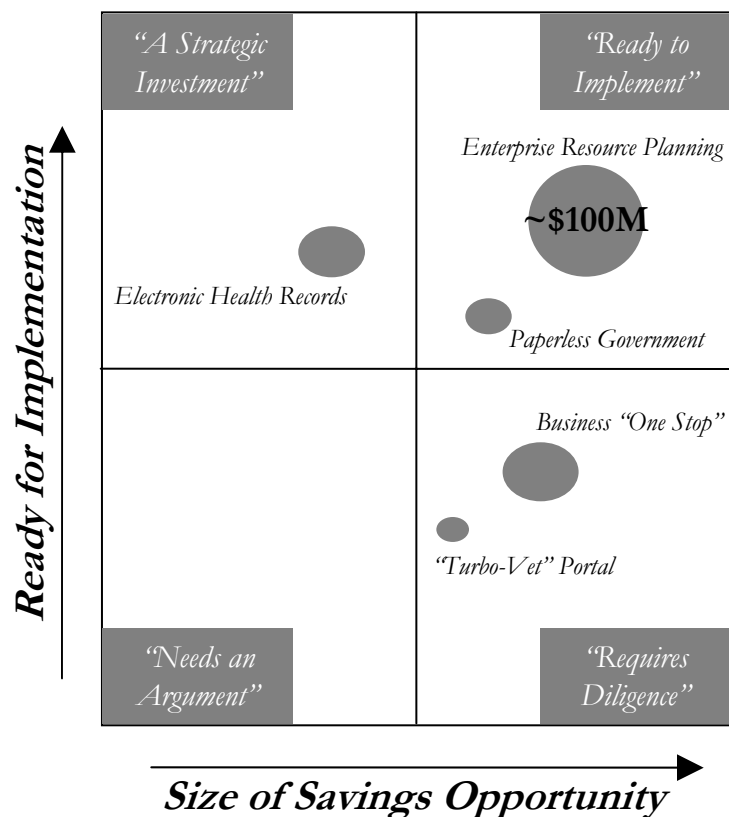 “A Strategic
Investment”
“Ready to
Implement”
Enterprise Resource Planning
~$100M
Electronic Health Records
Paperless Government
Business “One Stop”
“Turbo-Vet” Portal
“Needs an
Argument”
“Requires
Diligence”
Ready for Implementation
Size of Savings Opportunity